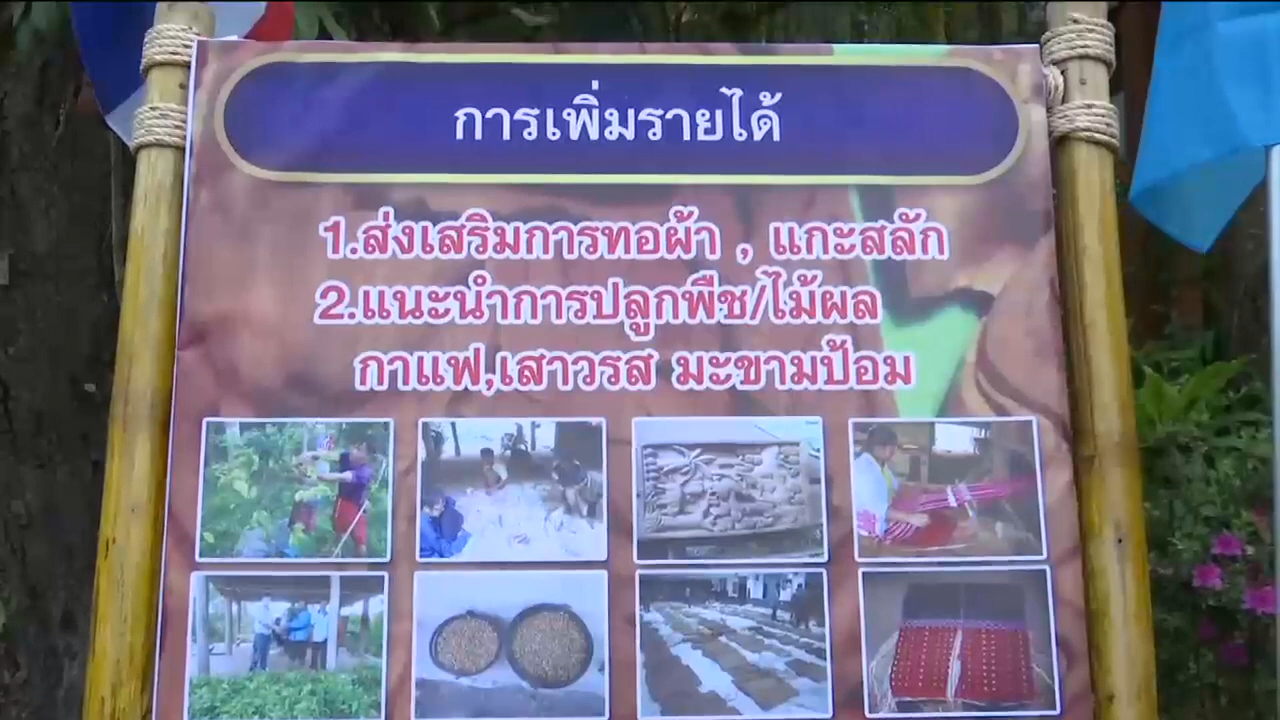 การเพิ่มรายได้
1.ส่งเสริมการทอผ้า , แกะสลัก
2.แนะนำการปลูกพืช/ไม้ผล
กาแฟ,เสาวรส มะขามป้อม